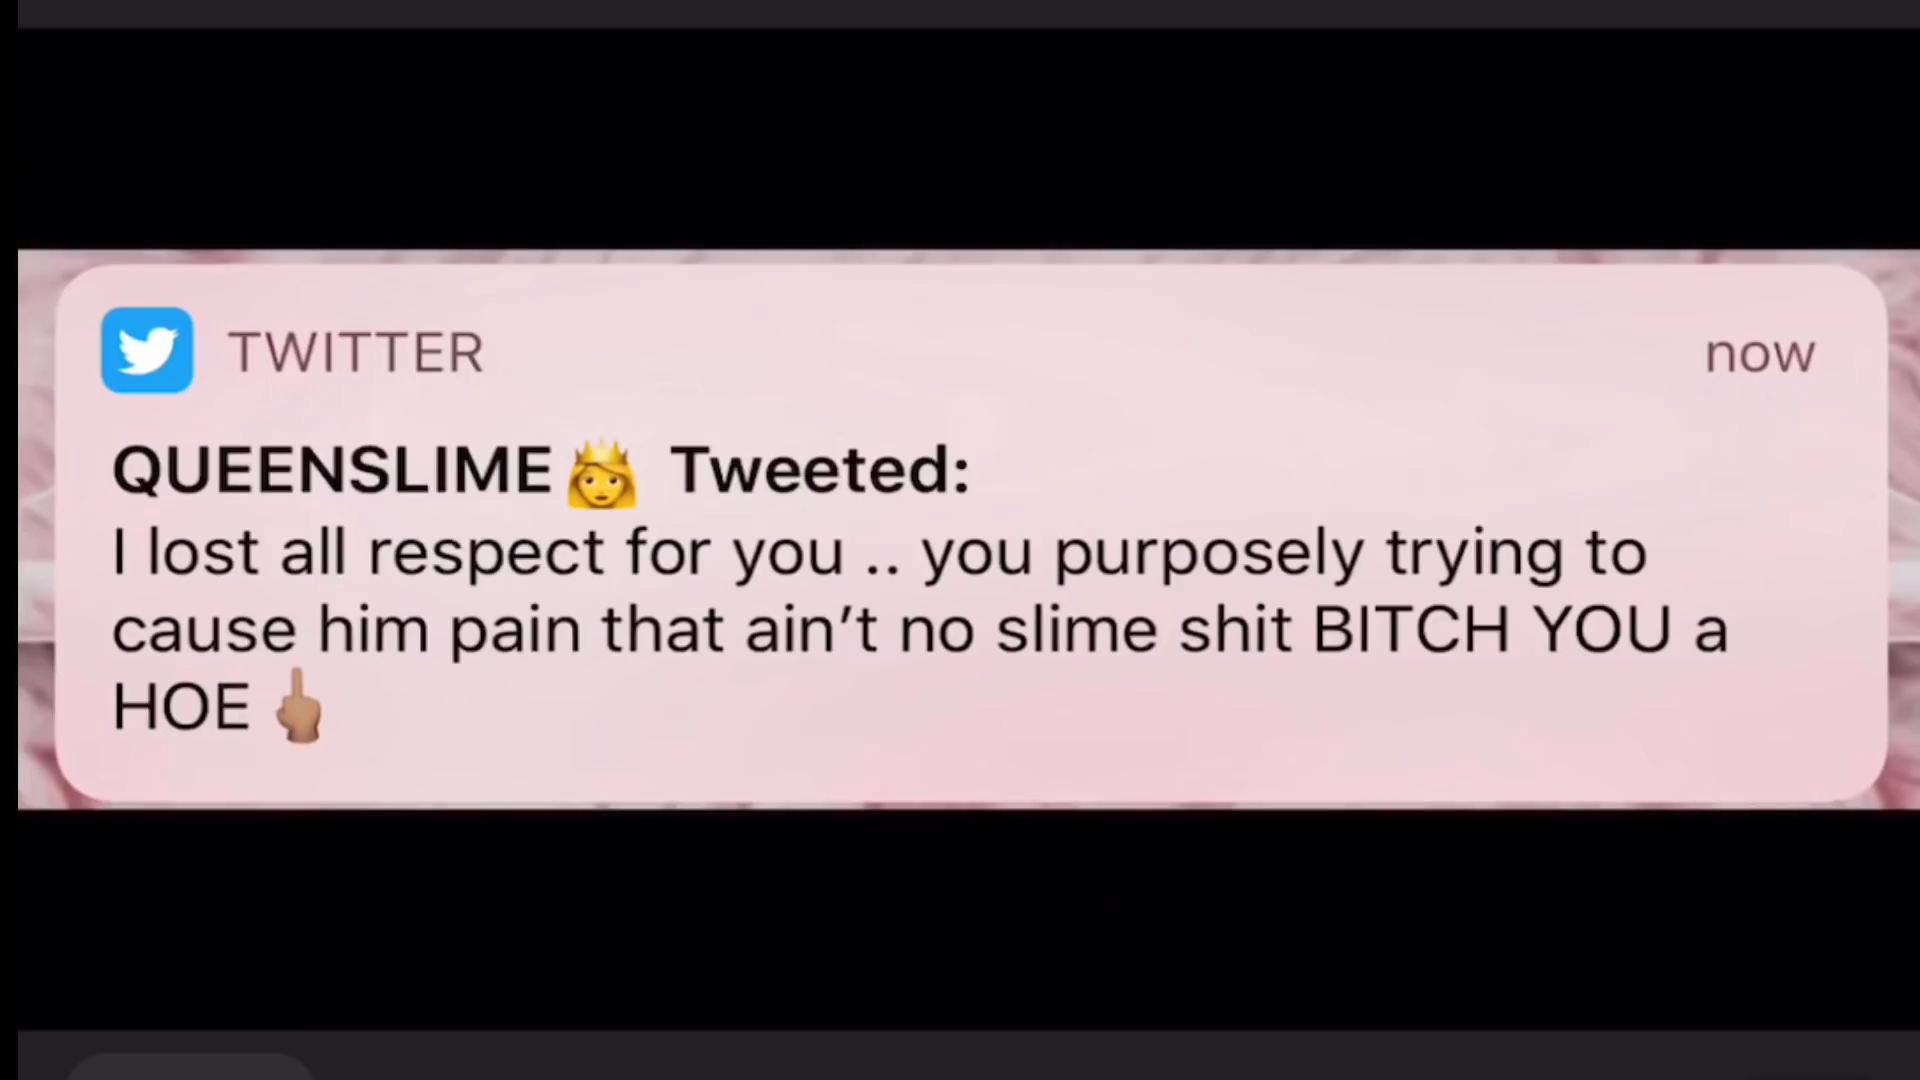 TWITTER now
QUEENSLIME👸 Tweeted:
I lost all respect for you .. you purposely trying to
cause him pain that ain’t no slime shit BITCH YOU a
HOE🖕🏽